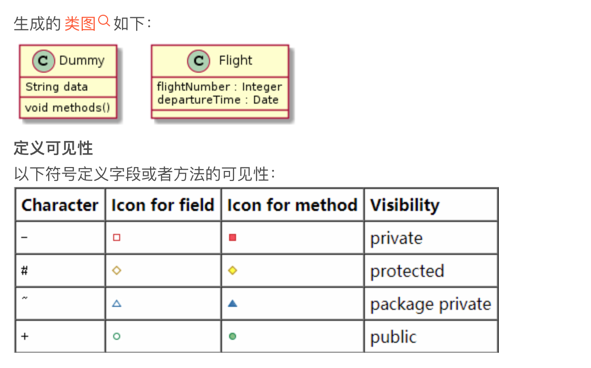 生成的 类图 如下：
C Dummy
String data
void methods()
C Flight
flightNumber : Integer
departureTime : Date
定义可见性
以下符号定义字段或者方法的可见性：
Character Icon for field Icon for method Visibility
- private
# protected
~ package private
+ public